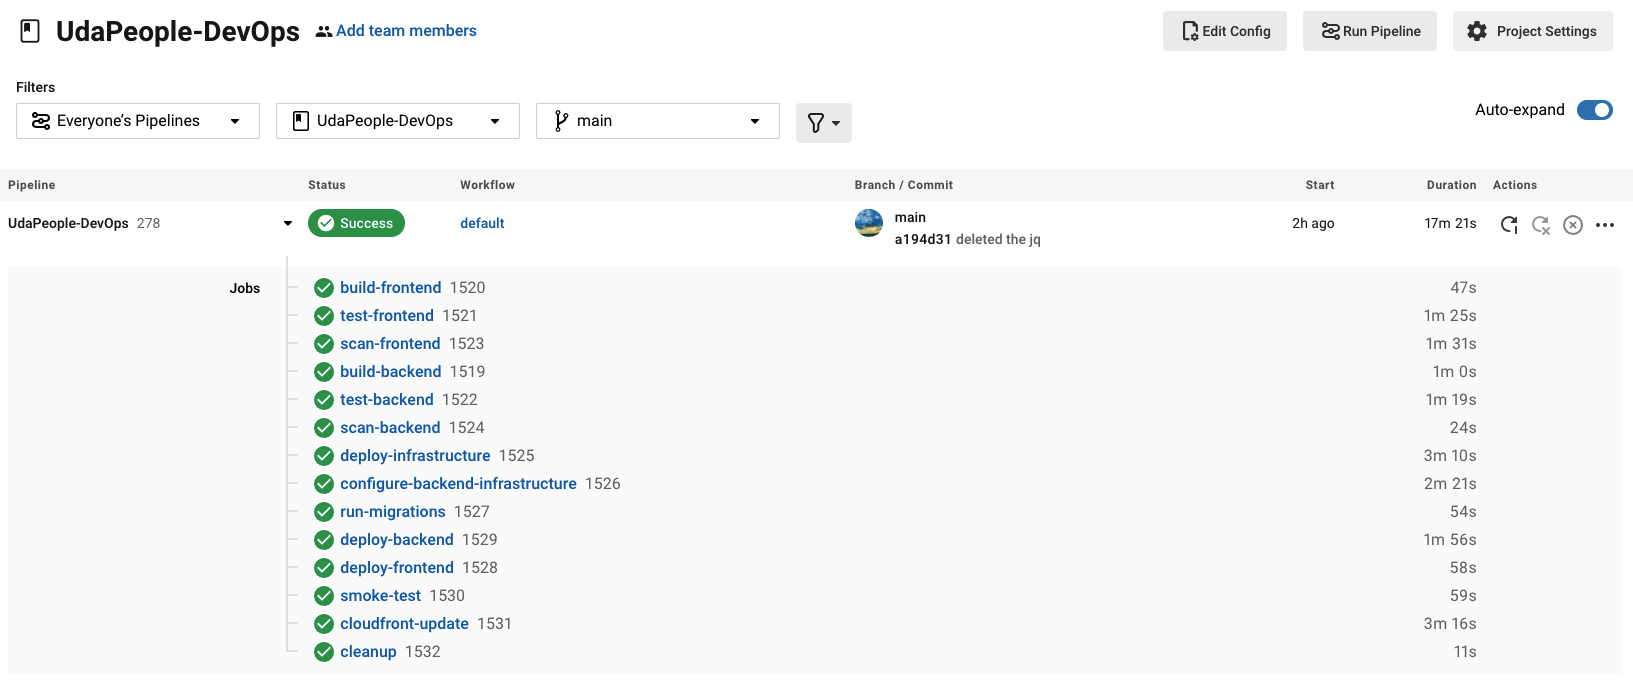 UdaPeople-DevOps Add team members Edit Config Run Pipeline Project Settings
Filters
Everyone’s Pipelines UdaPeople-DevOps main Auto-expand
Pipeline Status Workflow Branch / Commit Start Duration Actions
UdaPeople-DevOps 278 Success default main 2h ago 17m 21s
a194d31 deleted the jq
Jobs build-frontend 1520 47s
test-frontend 1521 1m 25s
scan-frontend 1523 1m 31s
build-backend 1519 1m 0s
test-backend 1522 1m 19s
scan-backend 1524 24s
deploy-infrastructure 1525 3m 10s
configure-backend-infrastructure 1526 2m 21s
run-migrations 1527 54s
deploy-backend 1529 1m 56s
deploy-frontend 1528 58s
smoke-test 1530 59s
cloudfront-update 1531 3m 16s
cleanup 1532 11s